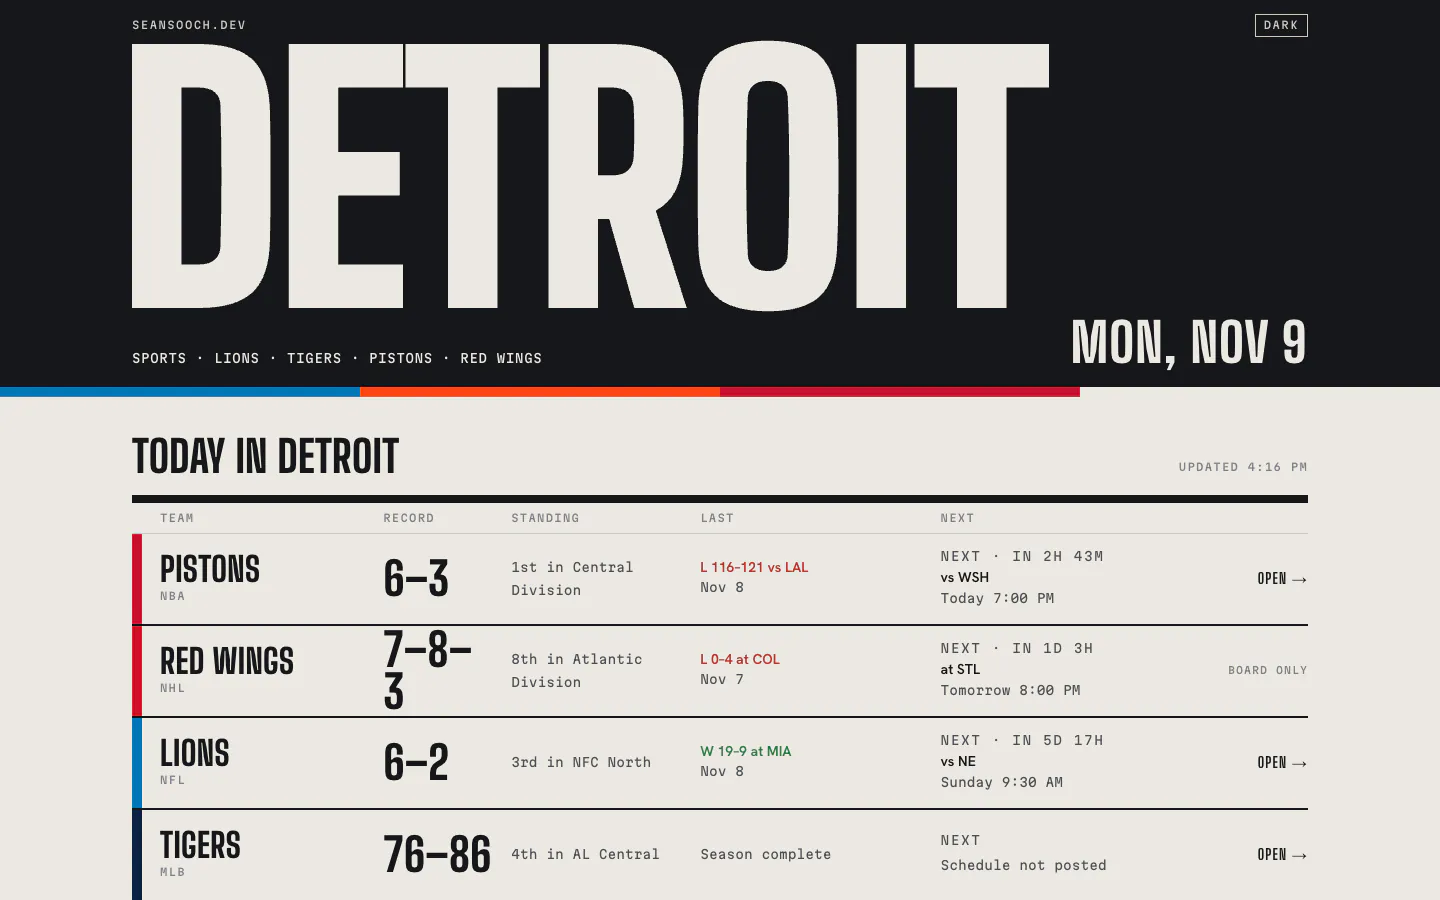 SEANSOOCH.DEV
DARK
DETROIT
SPORTS · LIONS · TIGERS · PISTONS · RED WINGS
MON, NOV 9
TODAY IN DETROIT
UPDATED 4:16 PM
TEAM RECORD STANDING LAST NEXT
PISTONS
NBA
6–3
1st in Central
Division
L 116–121 vs LAL
Nov 8
NEXT · IN 2H 43M
vs WSH
Today 7:00 PM
OPEN →
RED WINGS
NHL
7–8–
3
8th in Atlantic
Division
L 0–4 at COL
Nov 7
NEXT · IN 1D 3H
at STL
Tomorrow 8:00 PM
BOARD ONLY
LIONS
NFL
6–2
3rd in NFC North
W 19–9 at MIA
Nov 8
NEXT · IN 5D 17H
vs NE
Sunday 9:30 AM
OPEN →
TIGERS
MLB
76–86
4th in AL Central
Season complete
NEXT
Schedule not posted
OPEN →